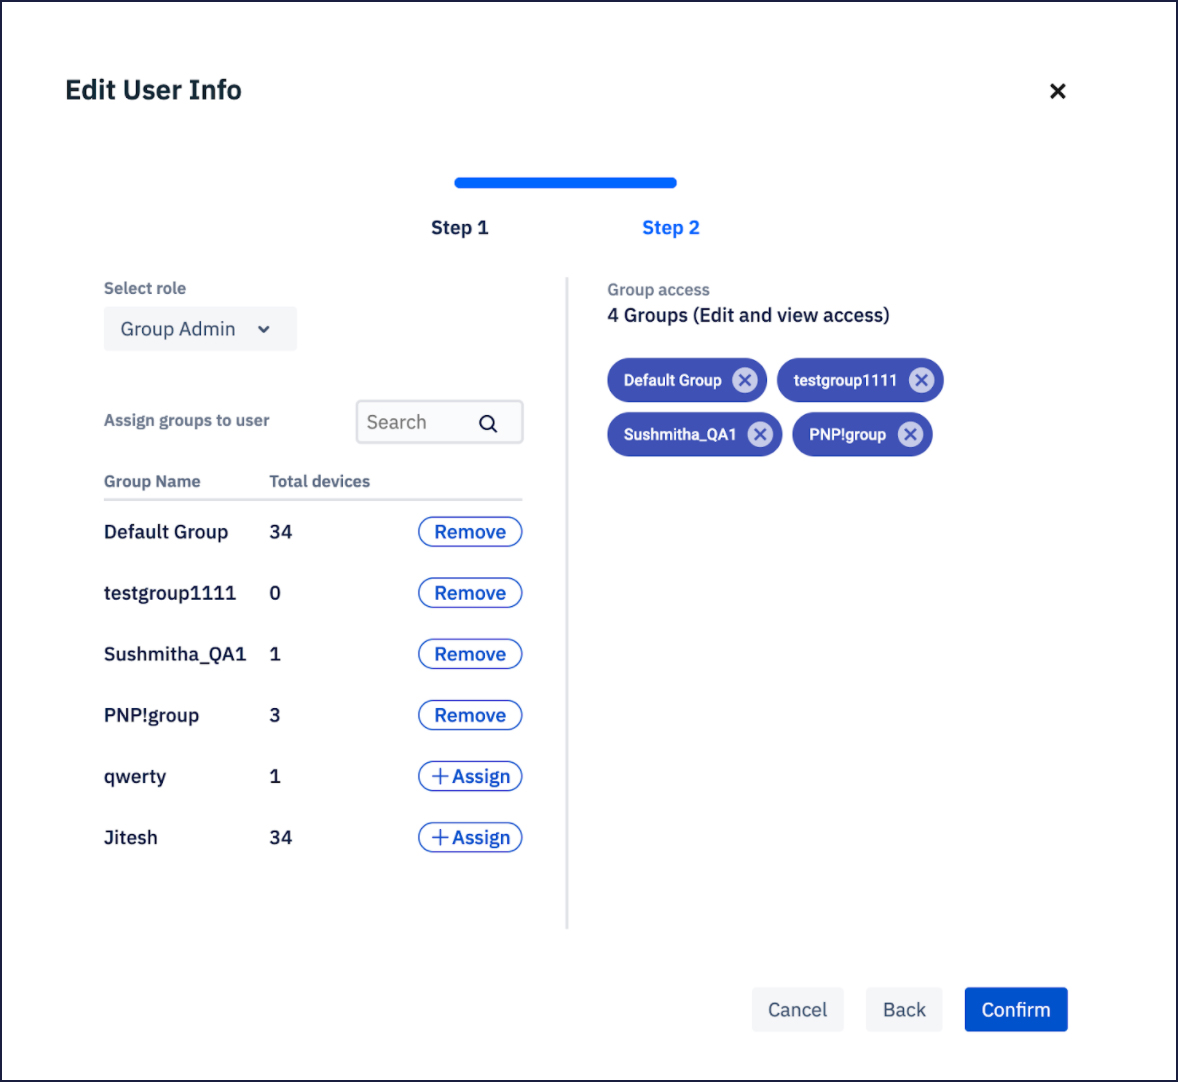 Edit User Info
Step 1
Step 2
Select role
Group Admin
Assign groups to user
Search
Group Name Total devices
Default Group 34 Remove
testgroup1111 0 Remove
Sushmitha_QA1 1 Remove
PNP!group 3 Remove
qwerty 1 +Assign
Jitesh 34 +Assign
Group access
4 Groups (Edit and view access)
Default Group testgroup1111
Sushmitha_QA1 PNP!group
Cancel Back Confirm